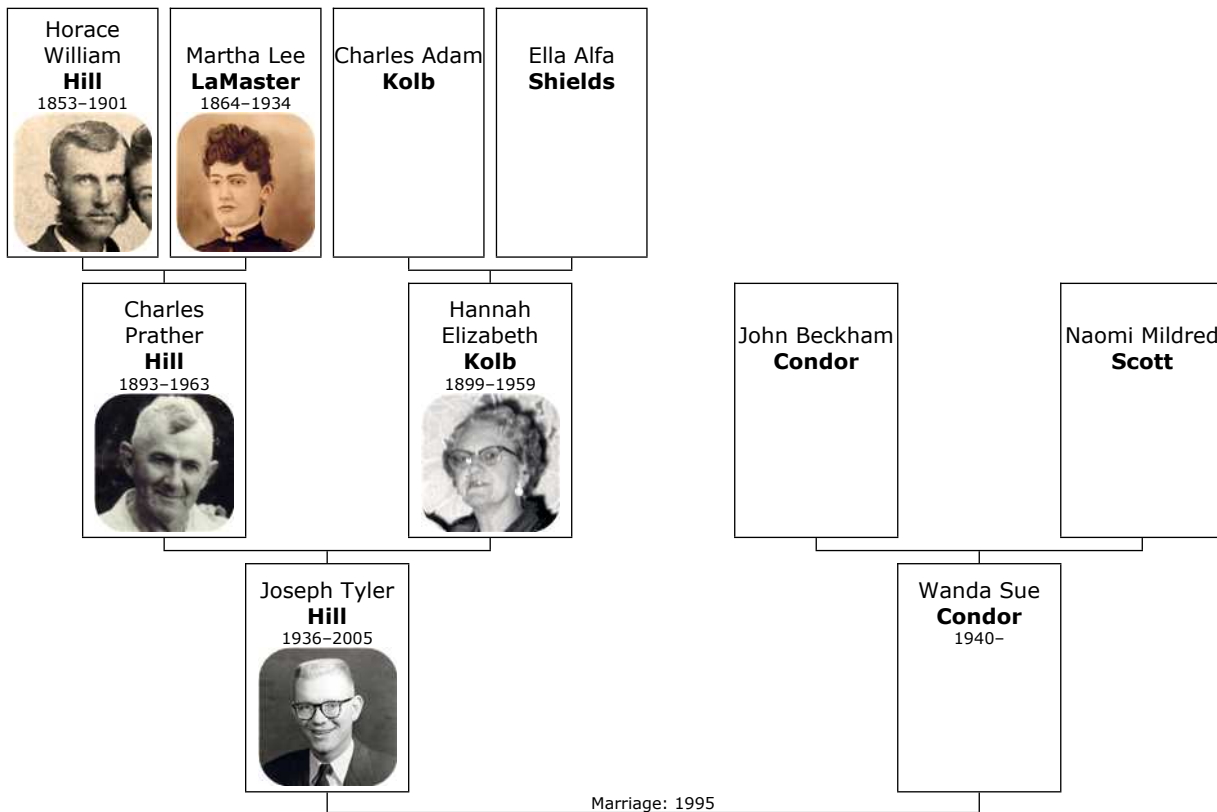 Horace
William
Hill
1853–1901
Martha Lee
LaMaster
1864–1934
Charles Adam
Kolb
Ella Alfa
Shields
Charles
Prather
Hill
1893–1963
Hannah
Elizabeth
Kolb
1899–1959
John Beckham
Condor
Naomi Mildred
Scott
Joseph Tyler
Hill
1936–2005
Wanda Sue
Condor
1940–
Marriage: 1995